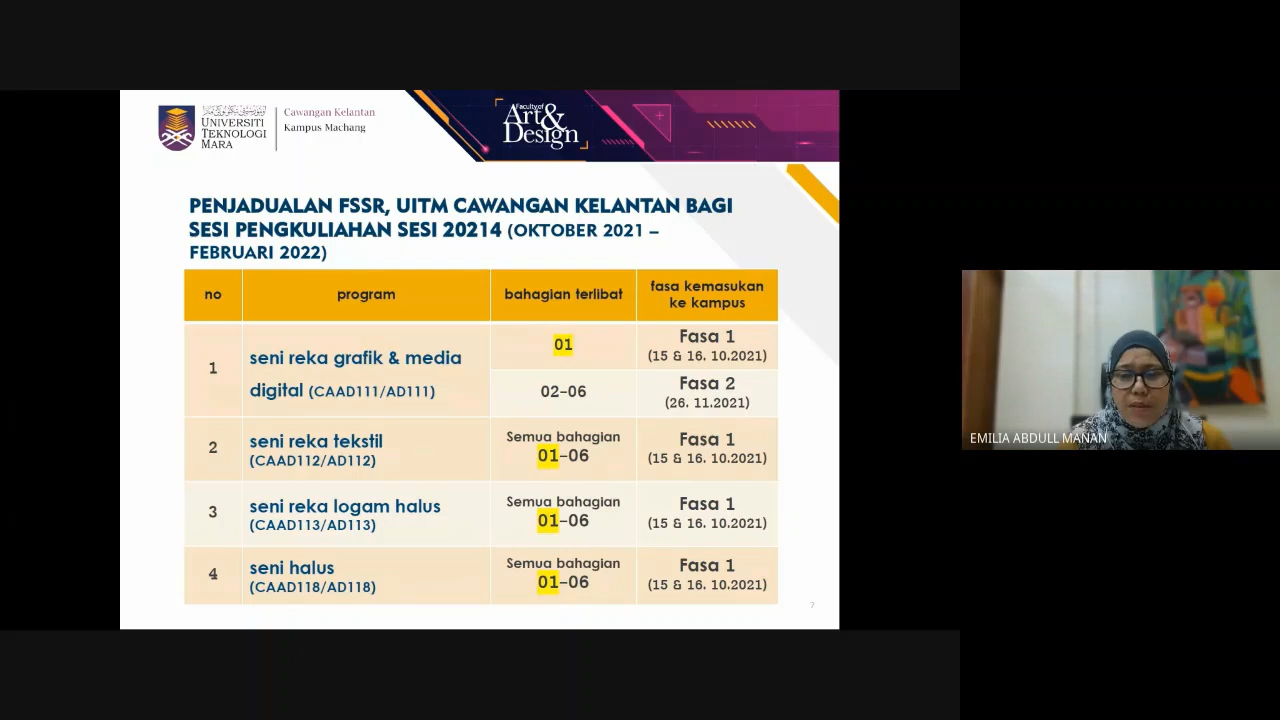 UNIVERSITI
TEKNOLOGI
MARA
Cawangan Kelantan
Kampus Machang
Faculty of
Art&
Design
PENJADUALAN FSSR, UITM CAWANGAN KELANTAN BAGI
SESI PENGKULIAHAN SESI 20214 (OKTOBER 2021 –
FEBRUARI 2022)
no
program
bahagian terlibat
fasa kemasukan
ke kampus
1
seni reka grafik & media
digital (CAAD111/AD111)
01
Fasa 1
(15 & 16. 10.2021)
02-06
Fasa 2
(26. 11.2021)
2
seni reka tekstil
(CAAD112/AD112)
Semua bahagian
01-06
Fasa 1
(15 & 16. 10.2021)
3
seni reka logam halus
(CAAD113/AD113)
Semua bahagian
01-06
Fasa 1
(15 & 16. 10.2021)
4
seni halus
(CAAD118/AD118)
Semua bahagian
01-06
Fasa 1
(15 & 16. 10.2021)
7
EMILIA ABDULL MANAN